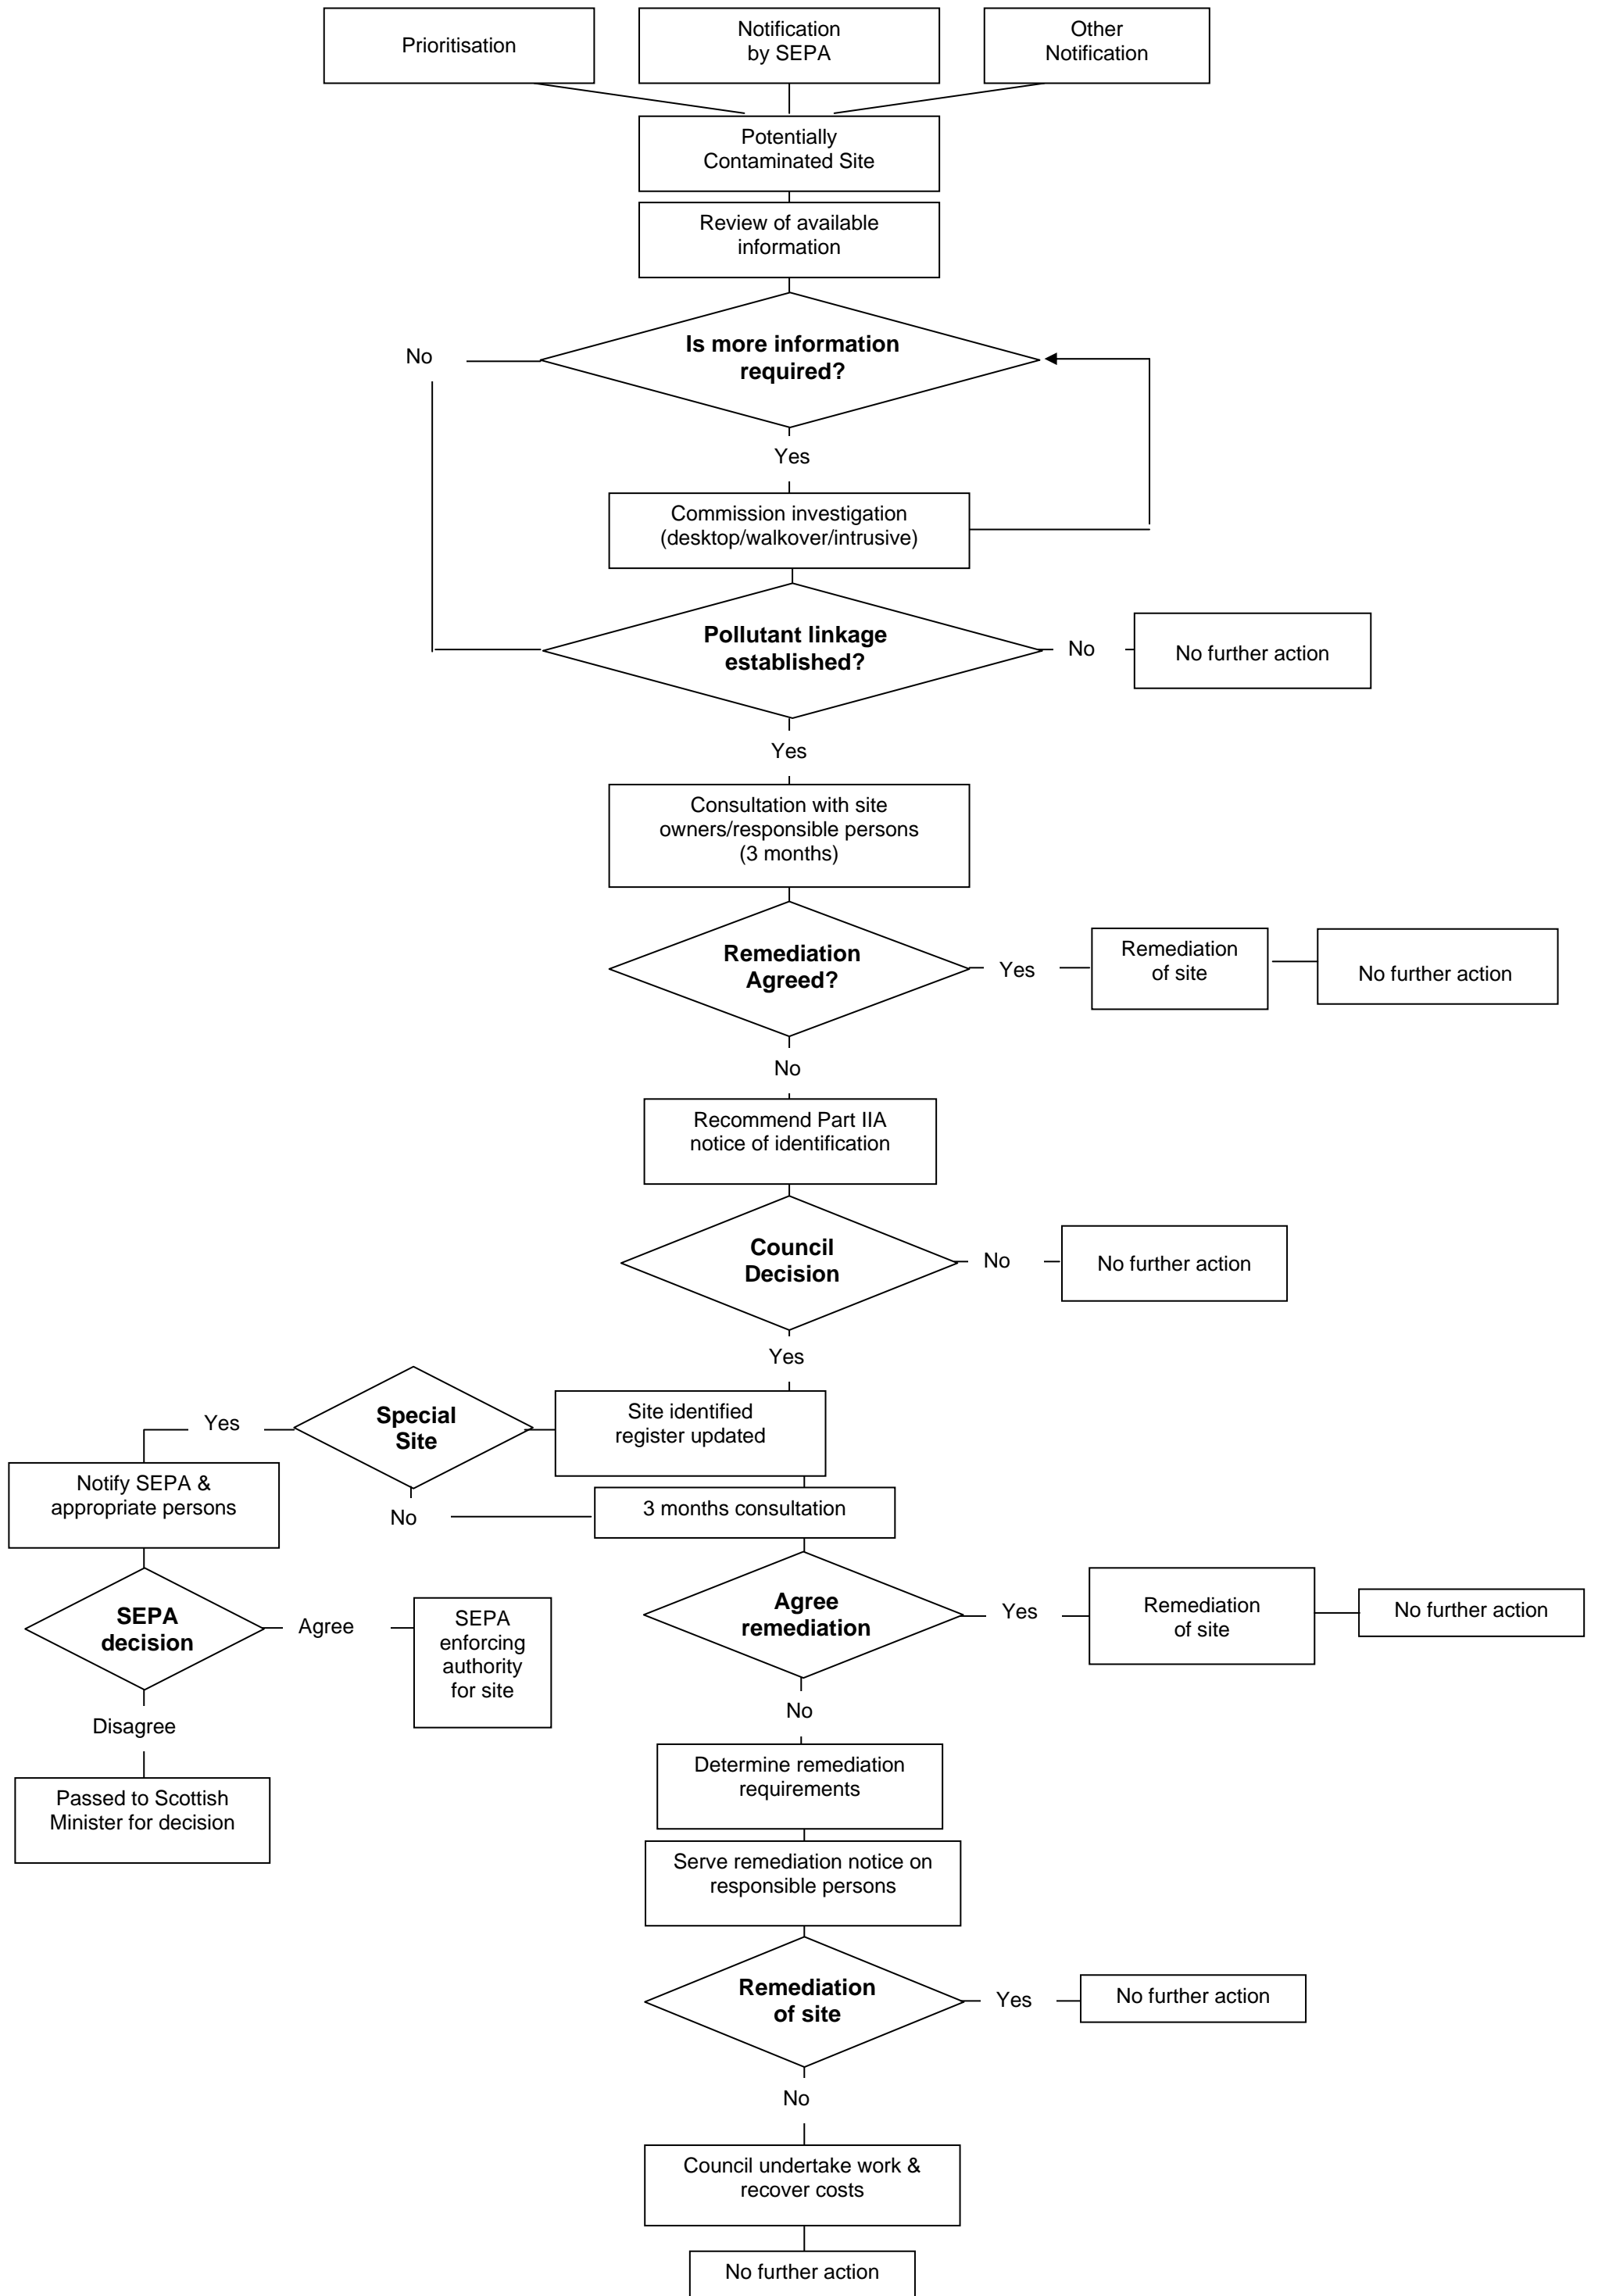 Prioritisation
Notification
by SEPA
Other
Notification
Potentially
Contaminated Site
Review of available
information
Is more information
required?
No
Yes
Commission investigation
(desktop/walkover/intrusive)
Pollutant linkage
established?
No
No further action
Yes
Consultation with site
owners/responsible persons
(3 months)
Remediation
Agreed?
Yes
Remediation
of site
No further action
No
Recommend Part IIA
notice of identification
Council
Decision
No
No further action
Yes
Site identified
register updated
Special
Site
Yes
No
Notify SEPA &
appropriate persons
3 months consultation
SEPA
decision
Agree
SEPA
enforcing
authority
for site
Disagree
Passed to Scottish
Minister for decision
Agree
remediation
Yes
Remediation
of site
No further action
No
Determine remediation
requirements
Serve remediation notice on
responsible persons
Remediation
of site
Yes
No further action
No
Council undertake work &
recover costs
No further action